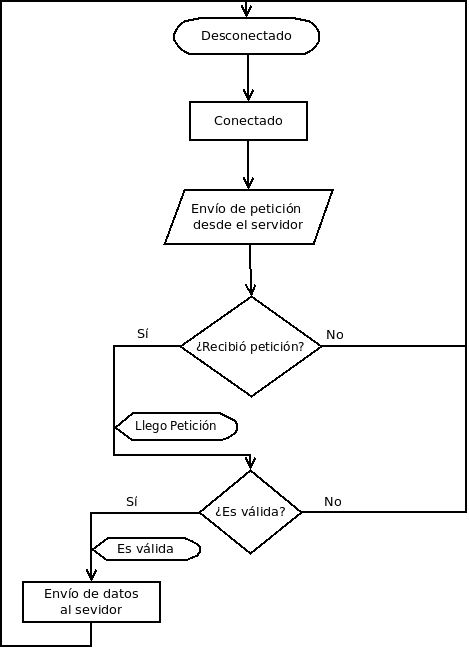 Desconectado
Conectado
Envío de petición
desde el servidor
¿Recibió petición?
Sí
No
Llego Petición
¿Es válida?
Sí
No
Es válida
Envío de datos
al sevidor